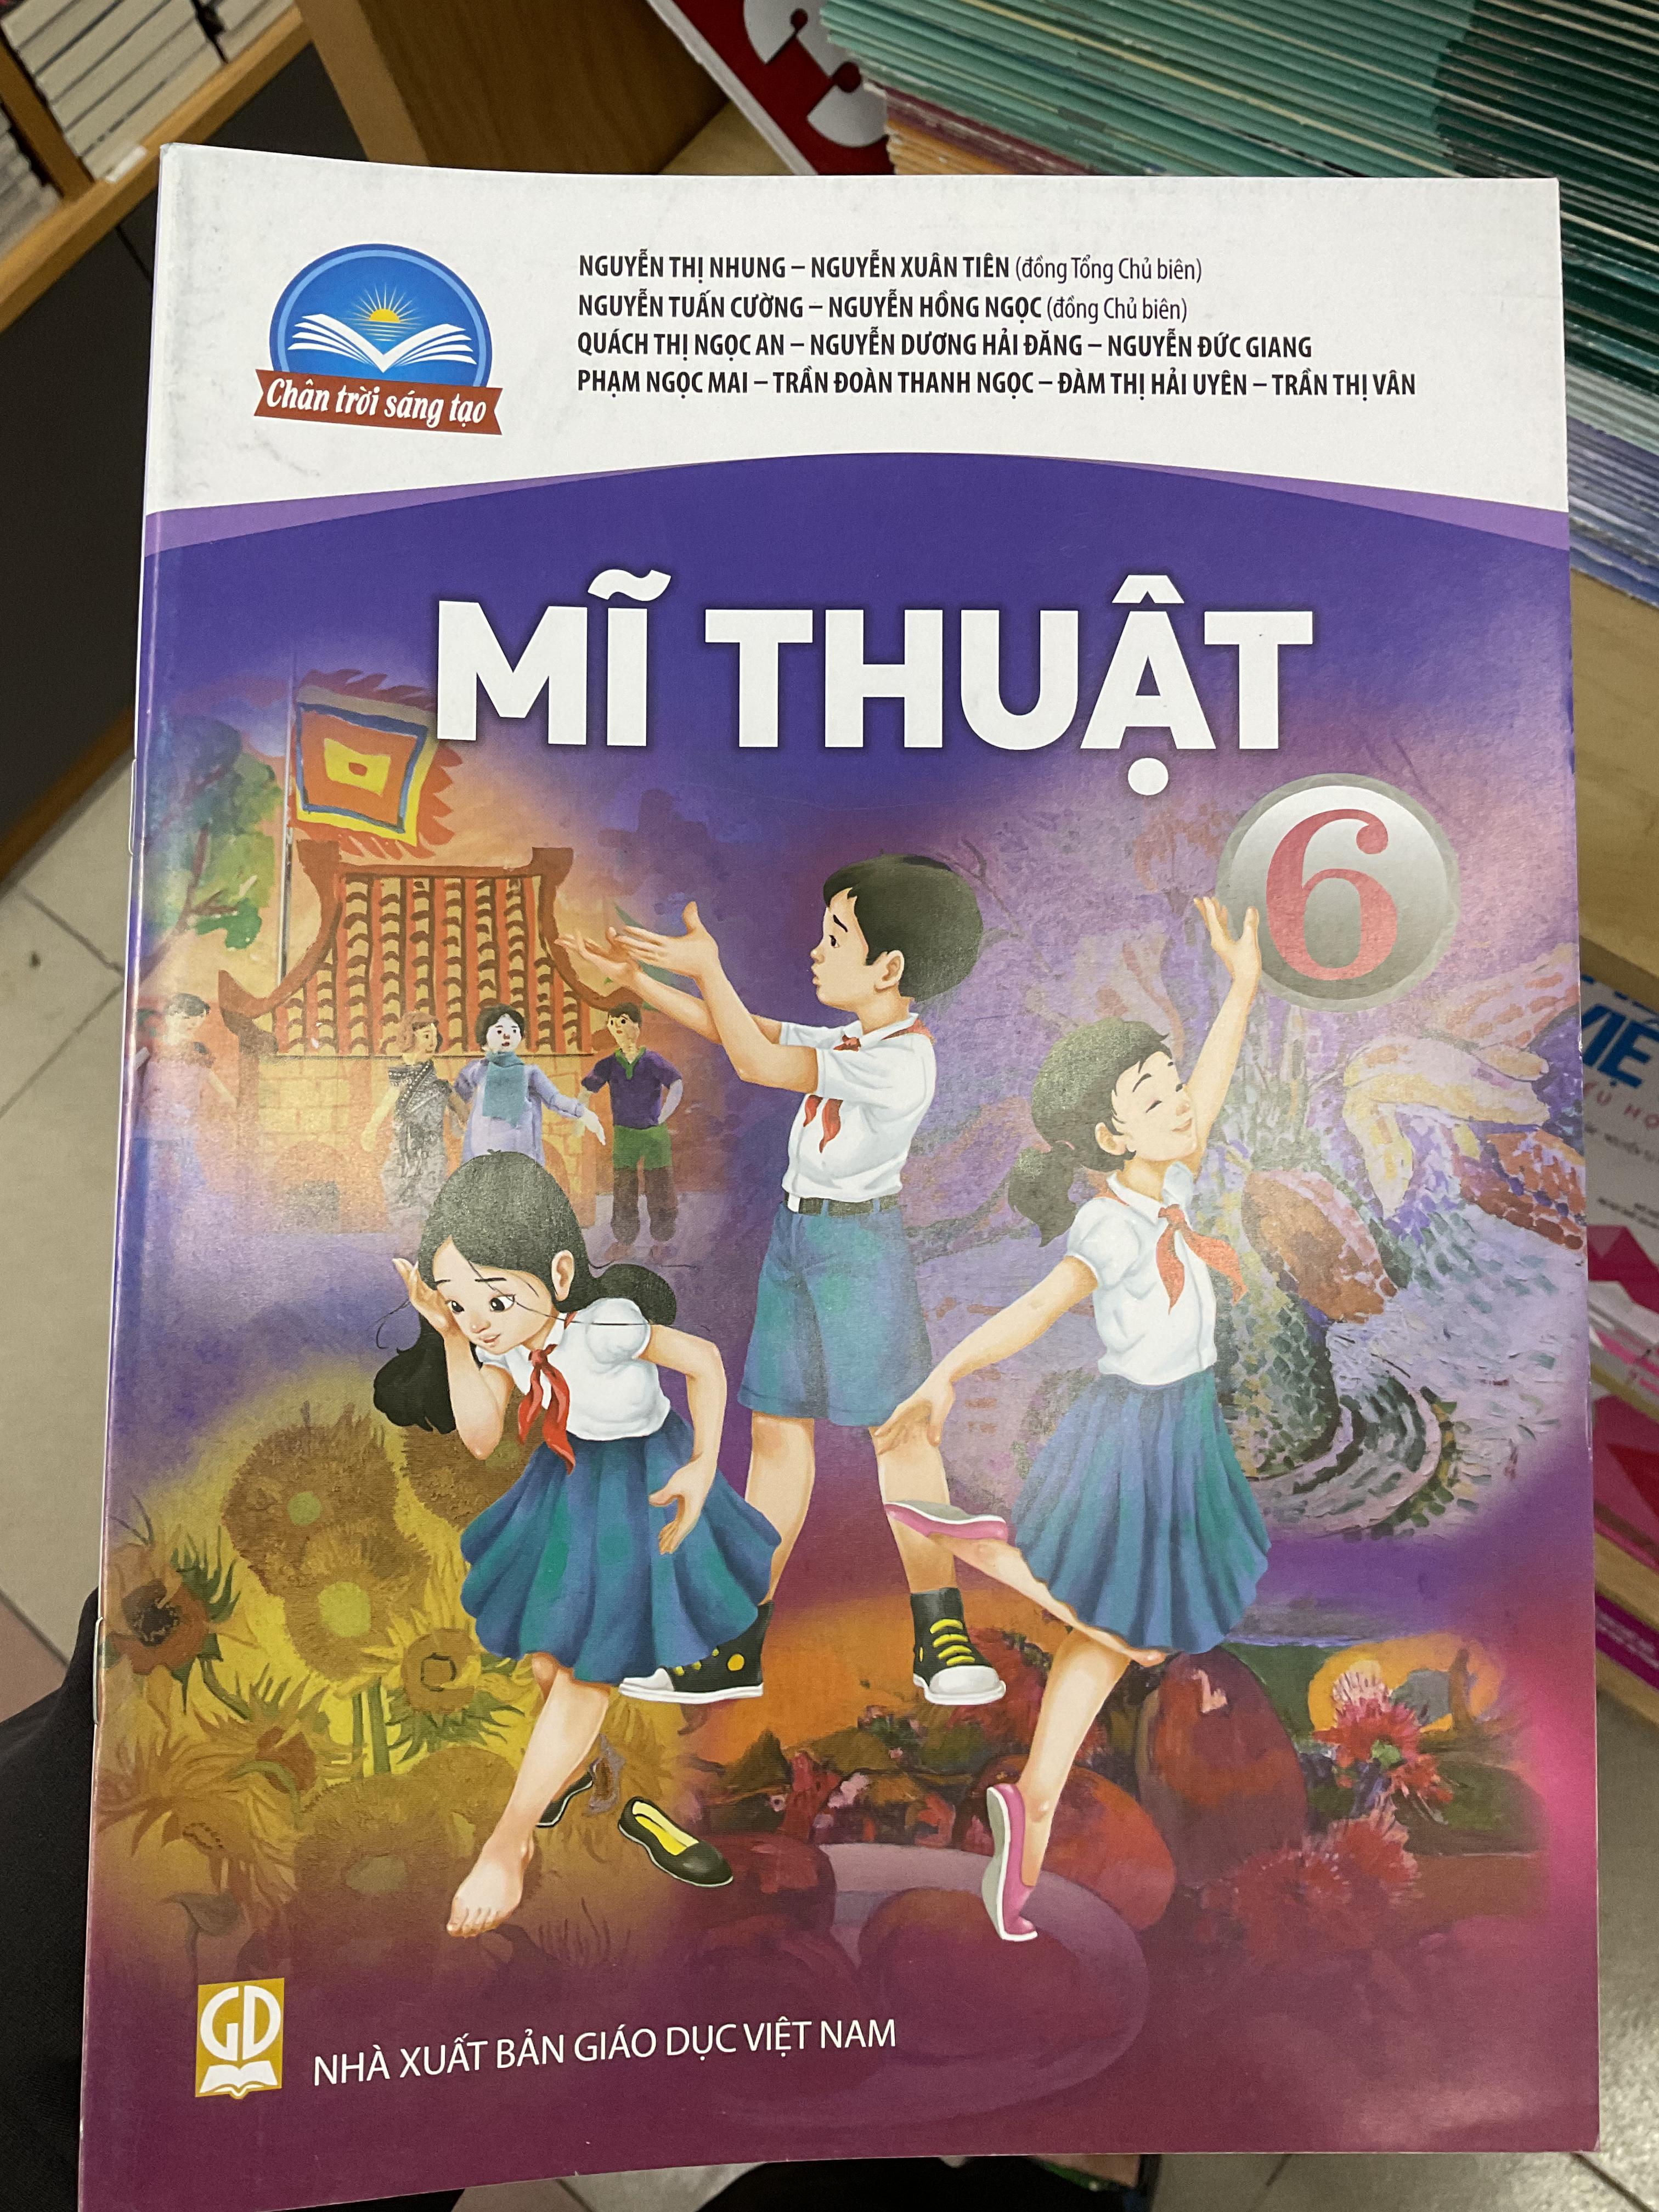 NGUYỄN THỊ NHUNG – NGUYỄN XUÂN TIÊN (đồng Tổng Chủ biên)
NGUYỄN TUẤN CƯỜNG – NGUYỄN HỒNG NGỌC (đồng Chủ biên)
QUÁCH THỊ NGỌC AN – NGUYỄN DƯƠNG HẢI ĐĂNG – NGUYỄN ĐỨC GIANG
PHẠM NGỌC MAI – TRẦN ĐOÀN THANH NGỌC – ĐÀM THỊ HẢI UYÊN – TRẦN THỊ VÂN
Chân trời sáng tạo
MĨ THUẬT
6
GD
NHÀ XUẤT BẢN GIÁO DỤC VIỆT NAM